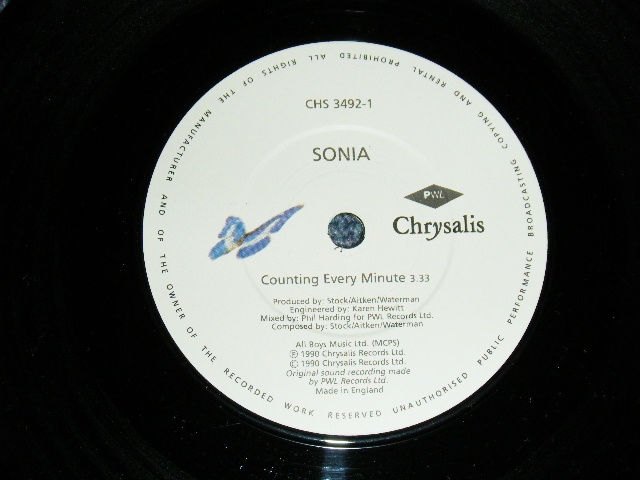 CHS 3492-1
SONIA
PWL
Chrysalis
Counting Every Minute 3.33
Produced by: Stock/Aitken/Waterman
Engineered by: Karen Hewitt
Mixed by: Phil Harding for PWL Records Ltd.
Composed by: Stock/Aitken/Waterman
All Boys Music Ltd. (MCPS)
℗ 1990 Chrysalis Records Ltd.
© 1990 Chrysalis Records Ltd.
Original sound recording made
by PWL Records Ltd.
Made in England
ALL RIGHTS OF THE MANUFACTURER AND OF THE OWNER OF THE RECORDED WORK RESERVED UNAUTHORISED PUBLIC PERFORMANCE BROADCASTING COPYING AND RENTAL PROHIBITED